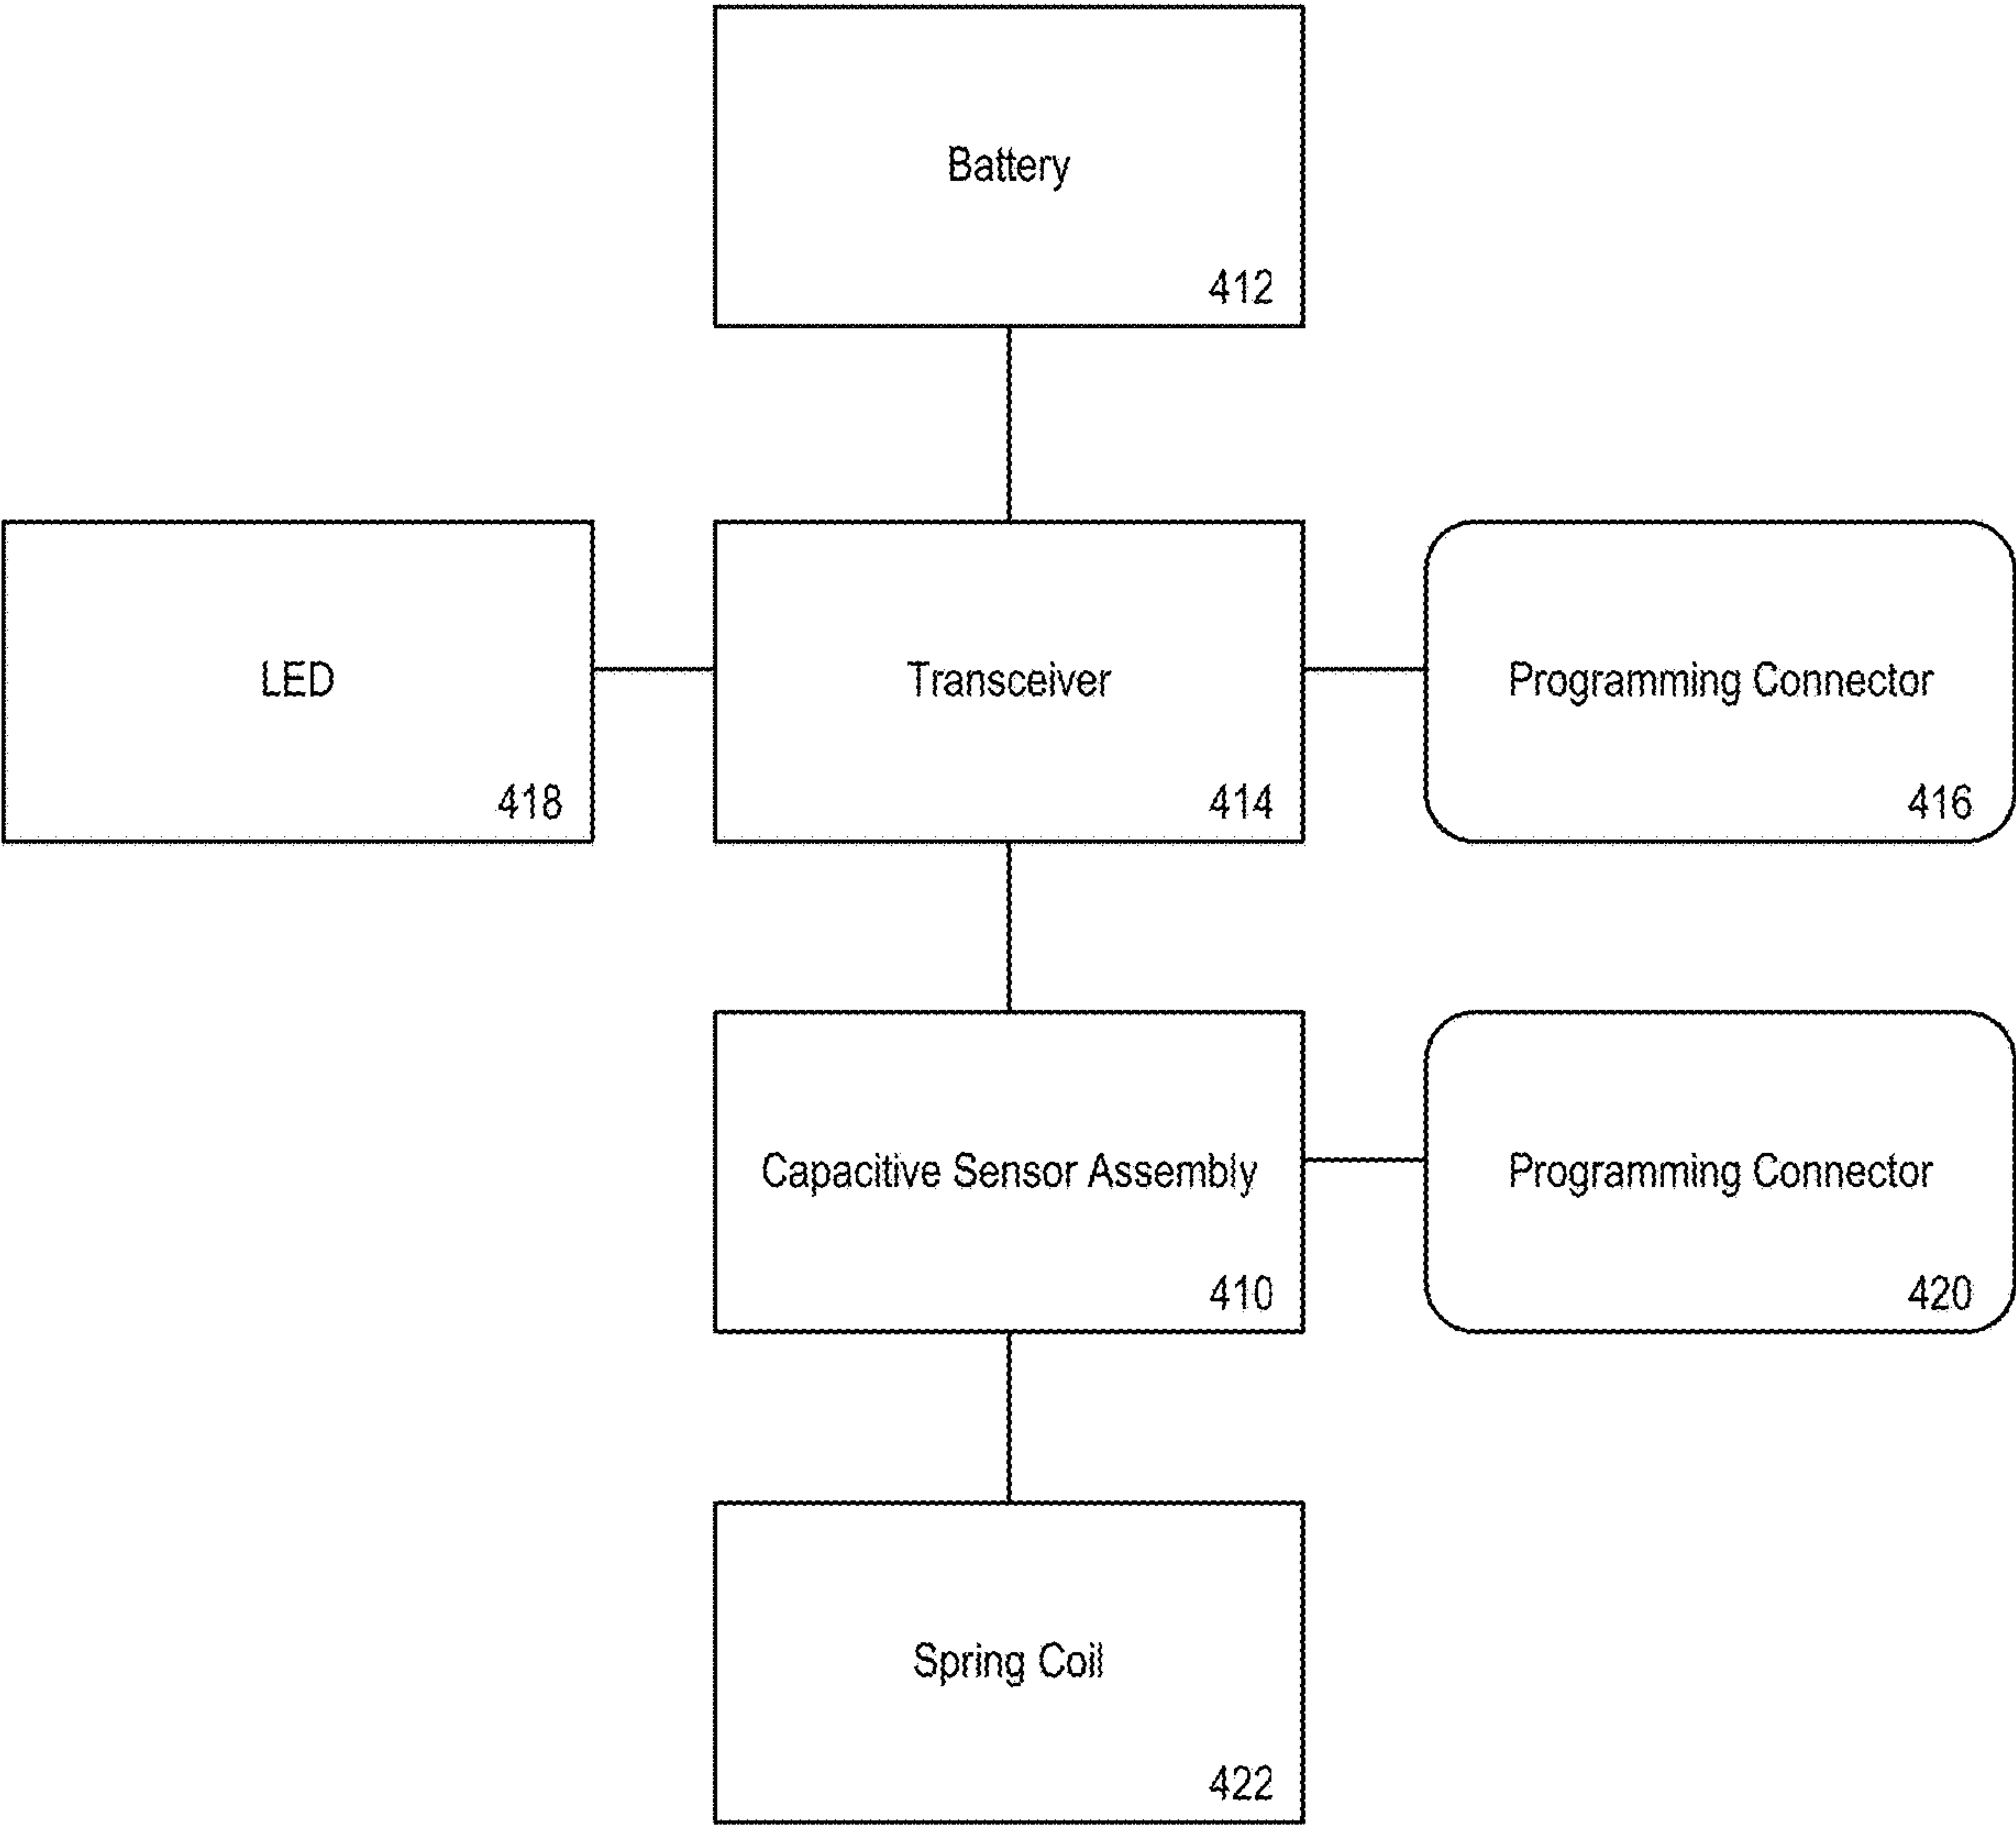 Battery
412
LED
418
Transceiver
414
Programming Connector
416
Capacitive Sensor Assembly
410
Programming Connector
420
Spring Coil
422